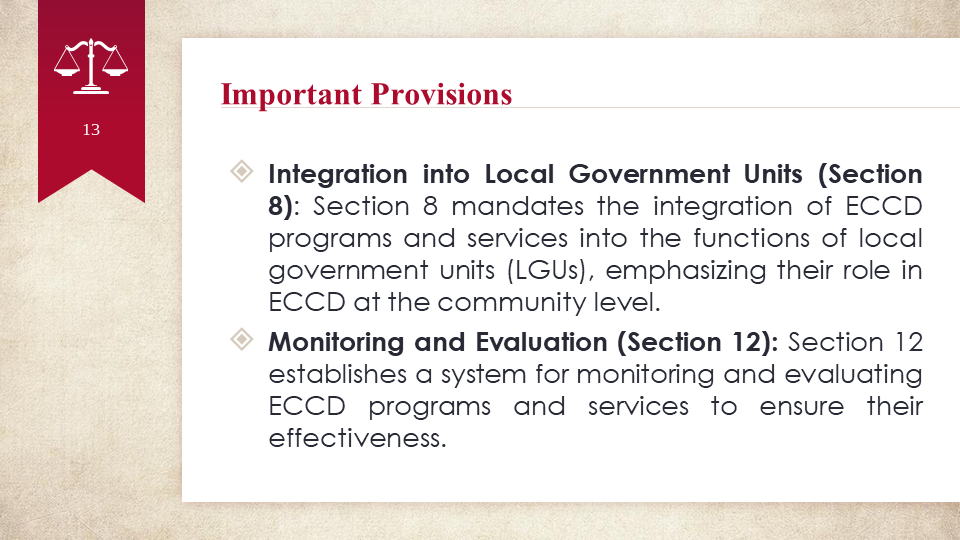 13
Important Provisions
Integration into Local Government Units (Section
8): Section 8 mandates the integration of ECCD
programs and services into the functions of local
government units (LGUs), emphasizing their role in
ECCD at the community level.
Monitoring and Evaluation (Section 12): Section 12
establishes a system for monitoring and evaluating
ECCD programs and services to ensure their
effectiveness.